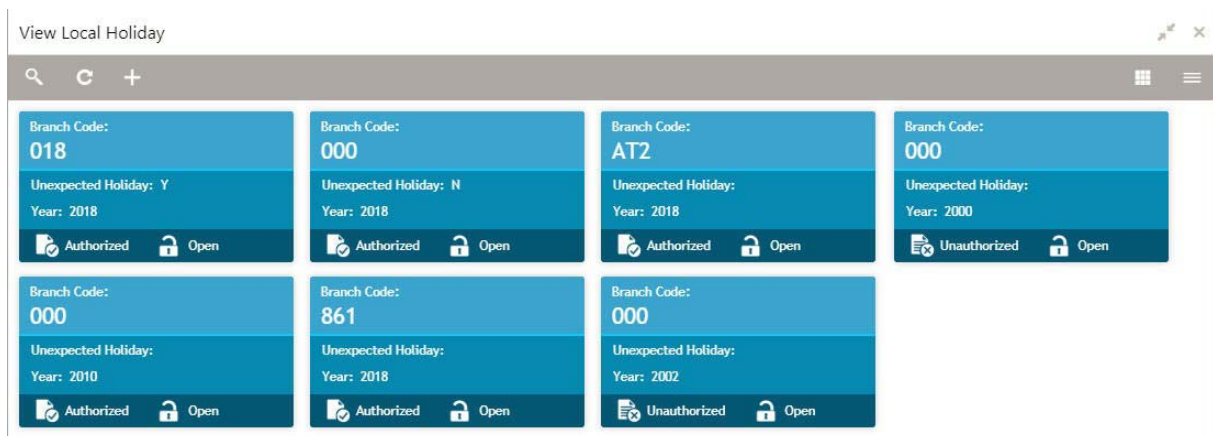 View Local Holiday
Branch Code:
018
Unexpected Holiday: Y
Year: 2018
Authorized Open
Branch Code:
000
Unexpected Holiday: N
Year: 2018
Authorized Open
Branch Code:
AT2
Unexpected Holiday:
Year: 2018
Authorized Open
Branch Code:
000
Unexpected Holiday:
Year: 2000
Unauthorized Open
Branch Code:
000
Unexpected Holiday:
Year: 2010
Authorized Open
Branch Code:
861
Unexpected Holiday:
Year: 2018
Authorized Open
Branch Code:
000
Unexpected Holiday:
Year: 2002
Unauthorized Open